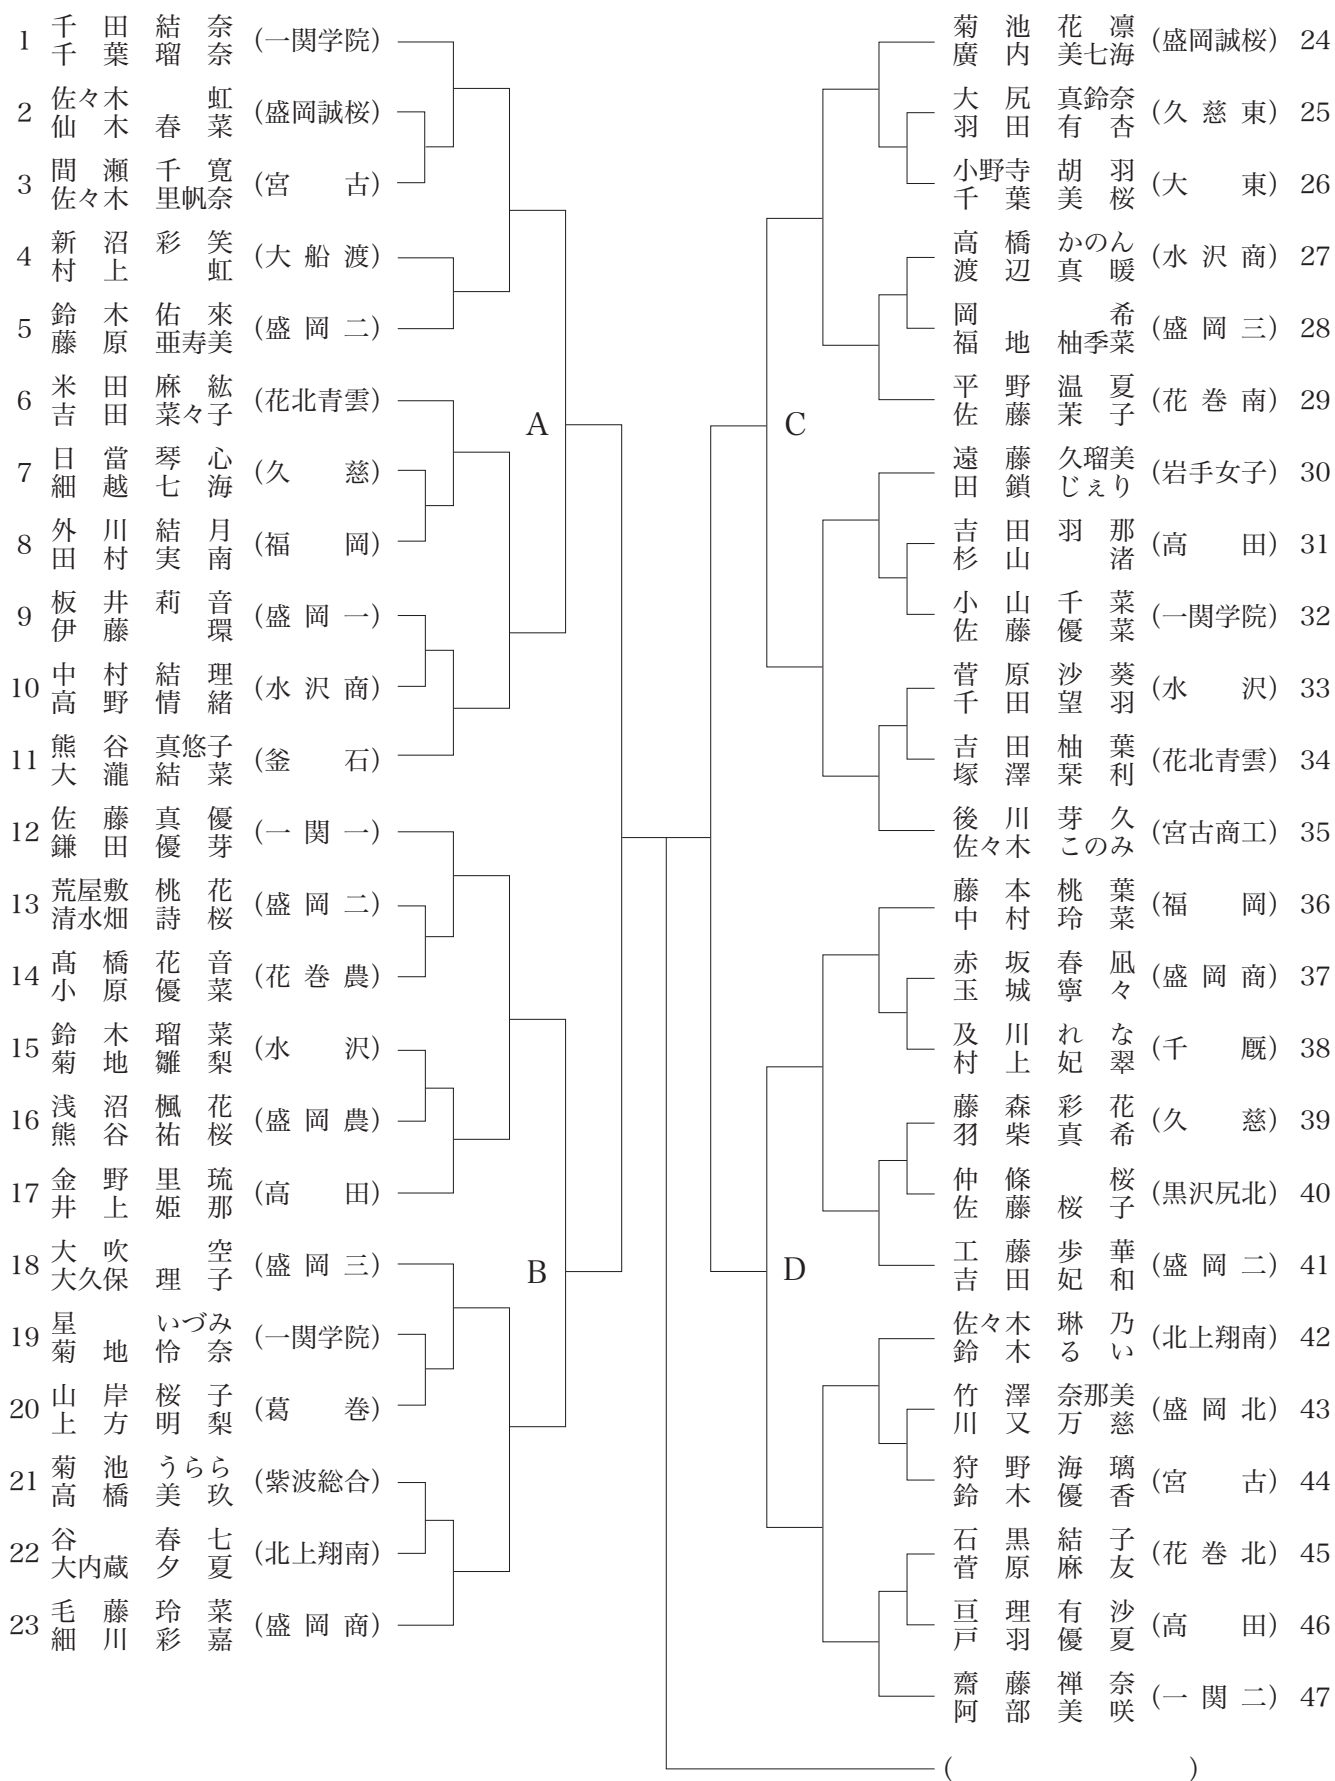 1 千田結奈 (一関学院)
千葉瑠奈
2 佐々木虹 (盛岡誠桜)
仙木春菜
3 間瀬千寛 (宮古)
佐々木里帆奈
4 新沼彩笑 (大船渡)
村上虹
5 鈴木佑來 (盛岡二)
藤原亜寿美
6 米田麻紘 (花北青雲)
吉田菜々子
7 日當琴心 (久慈)
細越七海
8 外川結月 (福岡)
田村実南
9 板井莉音 (盛岡一)
伊藤環
10 中村結理 (水沢商)
高野情緒
11 熊谷真悠子 (釜石)
大瀧結菜
12 佐藤真優 (一関一)
鎌田優芽
13 荒屋敷桃花 (盛岡二)
清水畑詩桜
14 髙橋花音 (花巻農)
小原優菜
15 鈴木瑠菜 (水沢)
菊地雛梨
16 浅沼楓花 (盛岡農)
熊谷祐桜
17 金野里琉 (高田)
井上姫那
18 大吹空 (盛岡三)
大久保理子
19 星いづみ (一関学院)
菊地怜奈
20 山岸桜子 (葛巻)
上方明梨
21 菊池うらら (紫波総合)
高橋美玖
22 谷春七 (北上翔南)
大内蔵夕夏
23 毛藤玲菜 (盛岡商)
細川彩嘉
A
B
C
D
菊池花凛 (盛岡誠桜) 24
廣内美七海
大尻真鈴奈 (久慈東) 25
羽田有杏
小野寺胡羽 (大東) 26
千葉美桜
高橋かのん (水沢商) 27
渡辺真暖
岡希 (盛岡三) 28
福地柚季菜
平野温夏 (花巻南) 29
佐藤茉子
遠藤久瑠美 (岩手女子) 30
田鎖じぇり
吉田羽那 (高田) 31
杉山渚
小山千菜 (一関学院) 32
佐藤優菜
菅原沙葵 (水沢) 33
千田望羽
吉田柚葉 (花北青雲) 34
塚澤栞利
後川芽久 (宮古商工) 35
佐々木このみ
藤本桃葉 (福岡) 36
中村玲菜
赤坂春凪 (盛岡商) 37
玉城寧々
及川れな (千厩) 38
村上妃翠
藤森彩花 (久慈) 39
羽柴真希
仲條桜 (黒沢尻北) 40
佐藤桜子
工藤歩華 (盛岡二) 41
吉田妃和
佐々木琳乃 (北上翔南) 42
鈴木るい
竹澤奈那美 (盛岡北) 43
川又万慈
狩野海璃 (宮古) 44
鈴木優香
石黒結子 (花巻北) 45
菅原麻友
亘理有沙 (高田) 46
戸羽優夏
齋藤禅奈 (一関二) 47
阿部美咲
( )